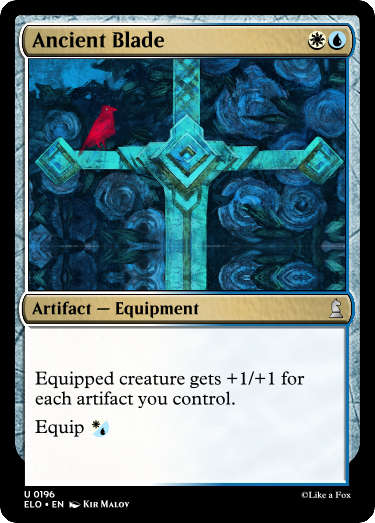 Ancient Blade
Artifact — Equipment
Equipped creature gets +1/+1 for
each artifact you control.
Equip
U 0196
ELO • EN Kir Maloy
©Like a Fox